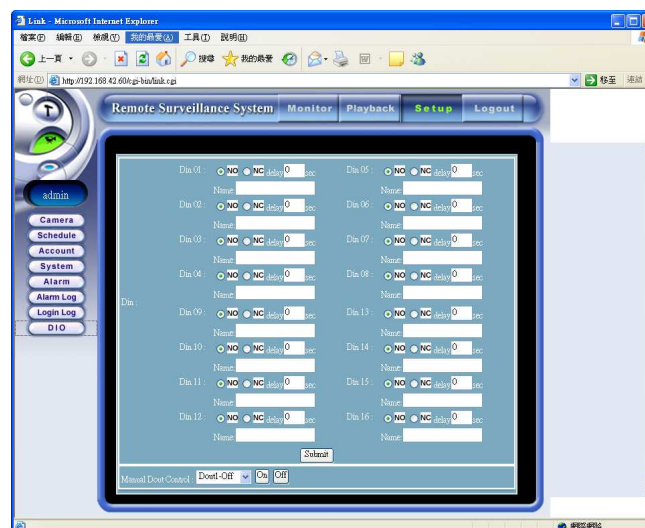 Link - Microsoft Internet Explorer
檔案(F) 編輯(E) 檢視(V) 我的最愛(A) 工具(T) 說明(H)
上一頁 搜尋 我的最愛
網址(D) http://192.168.42.60/cgi-bin/link.cgi 移至 連結
Remote Surveillance System Monitor Playback Setup Logout
admin
Camera
Schedule
Account
System
Alarm
Alarm Log
Login Log
DIO
Din :
Din 01 : NO NC delay 0 sec Din 05 : NO NC delay 0 sec
Name: Name:
Din 02 : NO NC delay 0 sec Din 06 : NO NC delay 0 sec
Name: Name:
Din 03 : NO NC delay 0 sec Din 07 : NO NC delay 0 sec
Name: Name:
Din 04 : NO NC delay 0 sec Din 08 : NO NC delay 0 sec
Name: Name:
Din 09 : NO NC delay 0 sec Din 13 : NO NC delay 0 sec
Name: Name:
Din 10 : NO NC delay 0 sec Din 14 : NO NC delay 0 sec
Name: Name:
Din 11 : NO NC delay 0 sec Din 15 : NO NC delay 0 sec
Name: Name:
Din 12 : NO NC delay 0 sec Din 16 : NO NC delay 0 sec
Name: Name:
Submit
Manual Dout Control : Dout1-Off On Off
網際網路